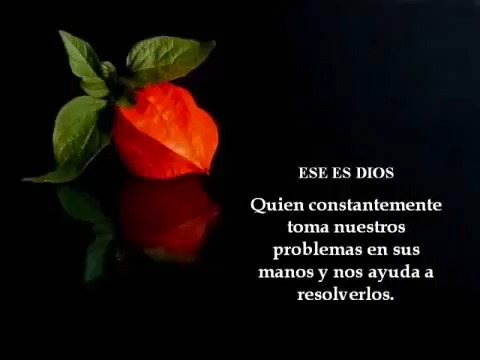 ESE ES DIOS
Quien constantemente
toma nuestros
problemas en sus
manos y nos ayuda a
resolverlos.